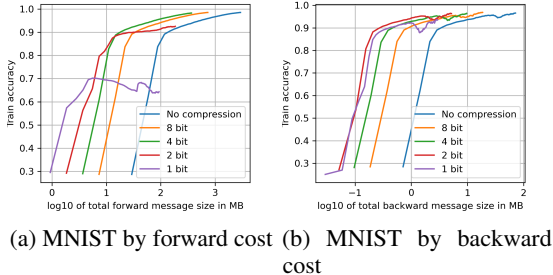 1.0
0.9
0.8
0.7
0.6
0.5
0.4
0.3
Train accuracy
No compression
8 bit
4 bit
2 bit
1 bit
0 1 2 3
log10 of total forward message size in MB
1.0
0.9
0.8
0.7
0.6
0.5
0.4
0.3
Train accuracy
No compression
8 bit
4 bit
2 bit
1 bit
−1 0 1 2
log10 of total backward message size in MB
(a) MNIST by forward cost
(b) MNIST by backward
cost